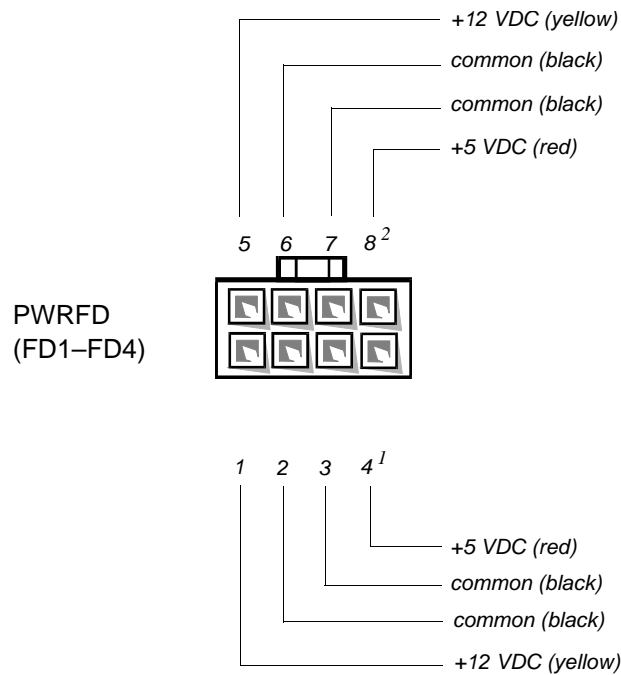 +12 VDC (yellow)
common (black)
common (black)
+5 VDC (red)
5 6 7 8 2
PWRFD
(FD1–FD4)
1 2 3 4 1
+5 VDC (red)
common (black)
common (black)
+12 VDC (yellow)